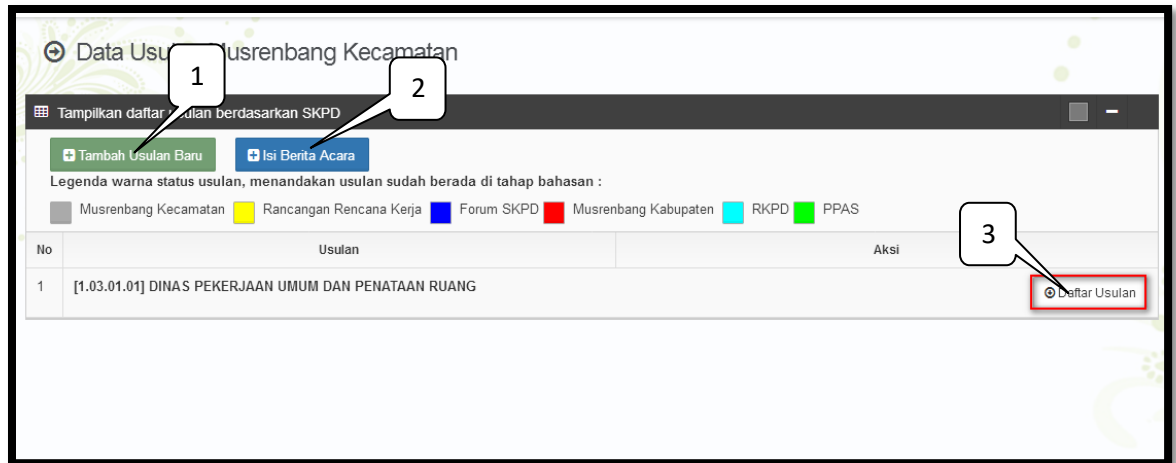 Data Usulan Musrenbang Kecamatan
1
2
Tampilkan daftar usulan berdasarkan SKPD
Tambah Usulan Baru
Isi Berita Acara
Legenda warna status usulan, menandakan usulan sudah berada di tahap bahasan :
Musrenbang Kecamatan Rancangan Rencana Kerja Forum SKPD Musrenbang Kabupaten RKPD PPAS
3
No Usulan Aksi
1 [1.03.01.01] DINAS PEKERJAAN UMUM DAN PENATAAN RUANG
Daftar Usulan